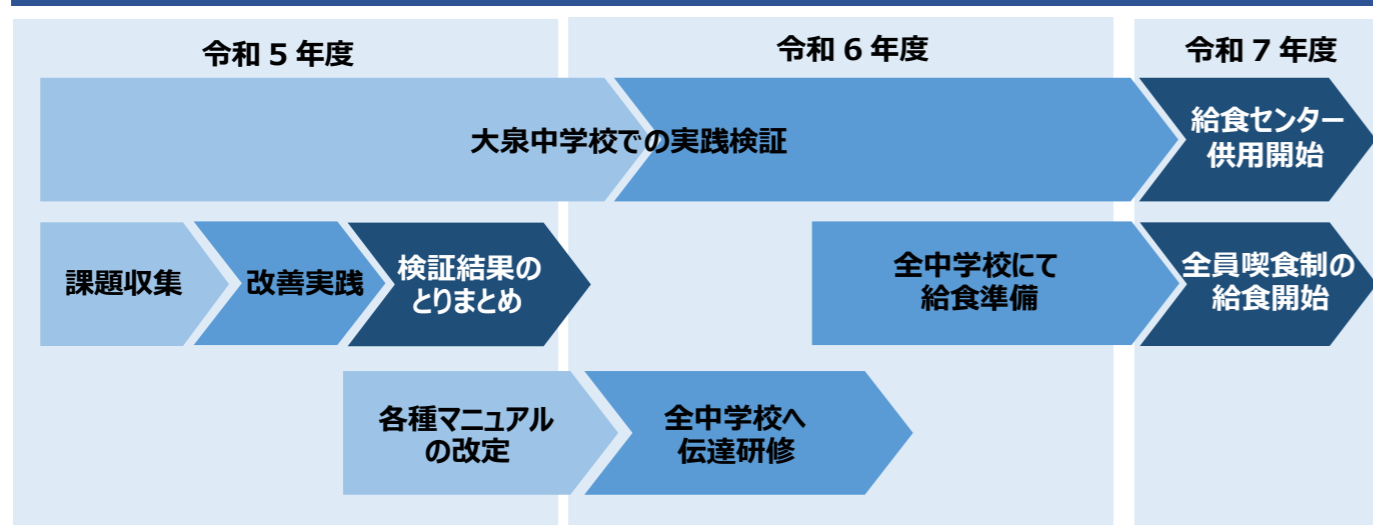 令和５年度
令和６年度
令和７年度
大泉中学校での実践検証
給食センター
供用開始
課題収集
改善実践
検証結果の
とりまとめ
全中学校にて
給食準備
全員喫食制の
給食開始
各種マニュアル
の改定
全中学校へ
伝達研修